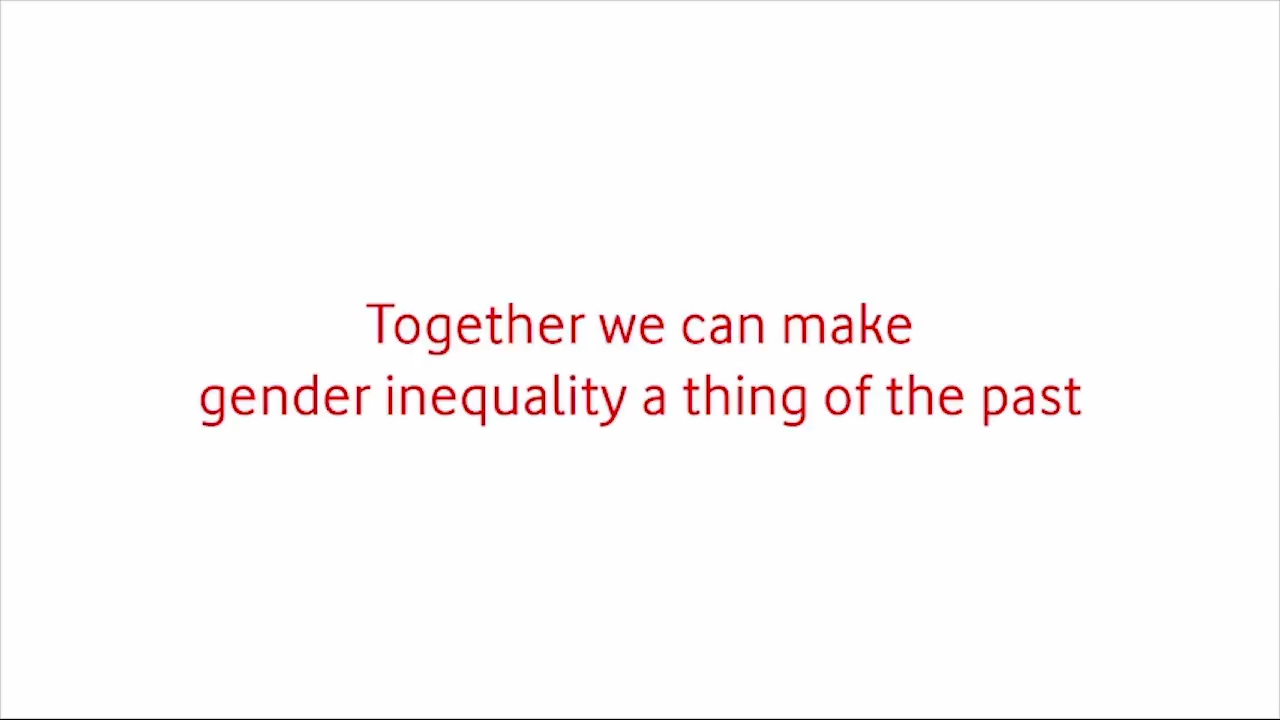 Together we can make
gender inequality a thing of the past